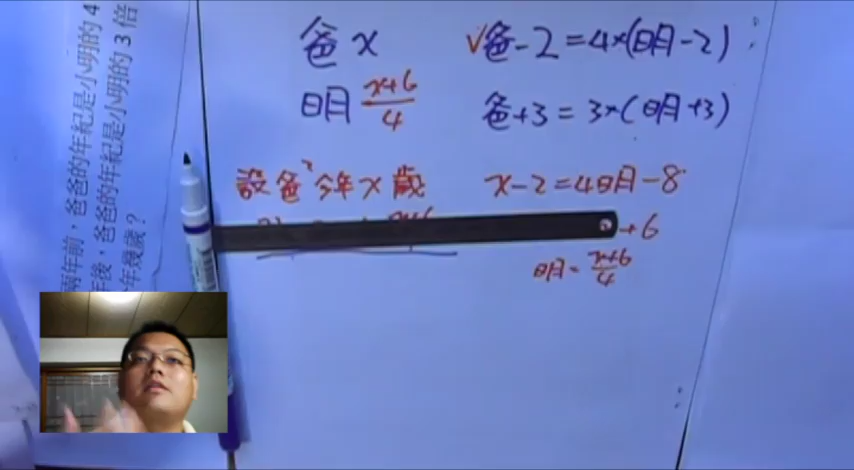 兩年前，爸爸的年紀是小明的4
年後，爸爸的年紀是小明的3倍
年幾歲？
爸 x
明 x+6/4
設爸今年x歲
✓爸-2=4×(明-2)
爸+3=3×(明+3)
x-2=4明-8
+6
明=x+6/4